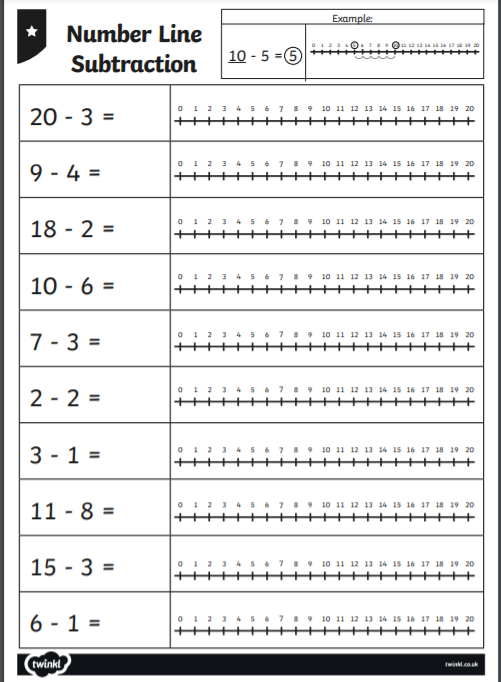 Number Line
Subtraction
Example:
10 - 5 = 5
0 1 2 3 4 5 6 7 8 9 10 11 12 13 14 15 16 17 18 19 20
20 - 3 =
0 1 2 3 4 5 6 7 8 9 10 11 12 13 14 15 16 17 18 19 20
9 - 4 =
0 1 2 3 4 5 6 7 8 9 10 11 12 13 14 15 16 17 18 19 20
18 - 2 =
0 1 2 3 4 5 6 7 8 9 10 11 12 13 14 15 16 17 18 19 20
10 - 6 =
0 1 2 3 4 5 6 7 8 9 10 11 12 13 14 15 16 17 18 19 20
7 - 3 =
0 1 2 3 4 5 6 7 8 9 10 11 12 13 14 15 16 17 18 19 20
2 - 2 =
0 1 2 3 4 5 6 7 8 9 10 11 12 13 14 15 16 17 18 19 20
3 - 1 =
0 1 2 3 4 5 6 7 8 9 10 11 12 13 14 15 16 17 18 19 20
11 - 8 =
0 1 2 3 4 5 6 7 8 9 10 11 12 13 14 15 16 17 18 19 20
15 - 3 =
0 1 2 3 4 5 6 7 8 9 10 11 12 13 14 15 16 17 18 19 20
6 - 1 =
0 1 2 3 4 5 6 7 8 9 10 11 12 13 14 15 16 17 18 19 20
twinkl
twinkl.co.uk